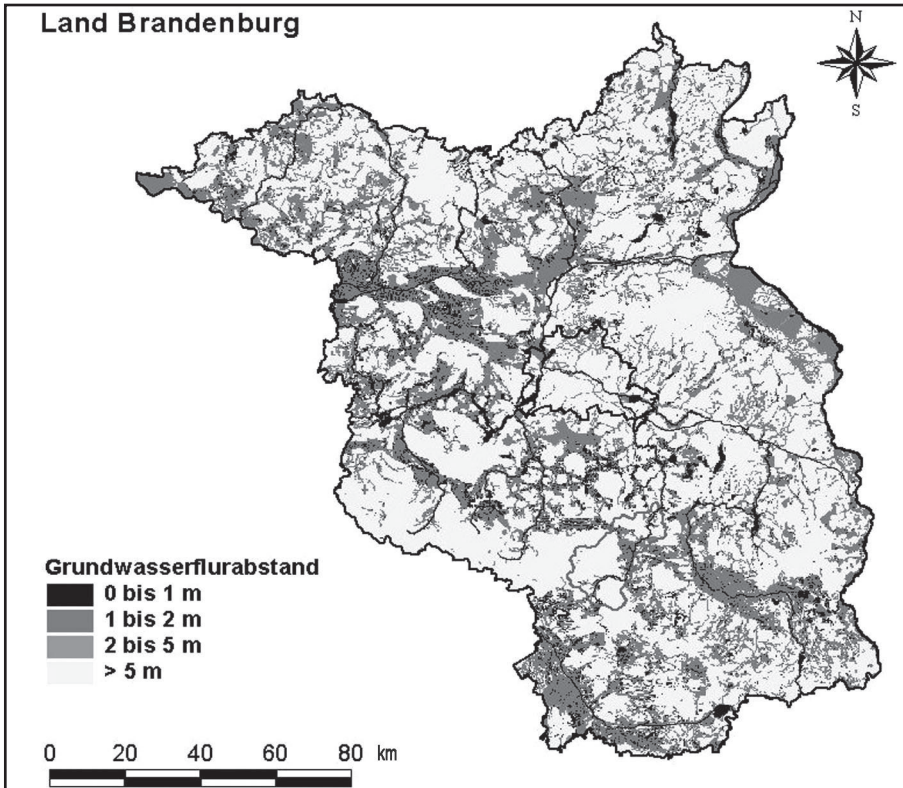 Land Brandenburg
N
S
Grundwasserflurabstand
0 bis 1 m
1 bis 2 m
2 bis 5 m
> 5 m
0 20 40 60 80 km